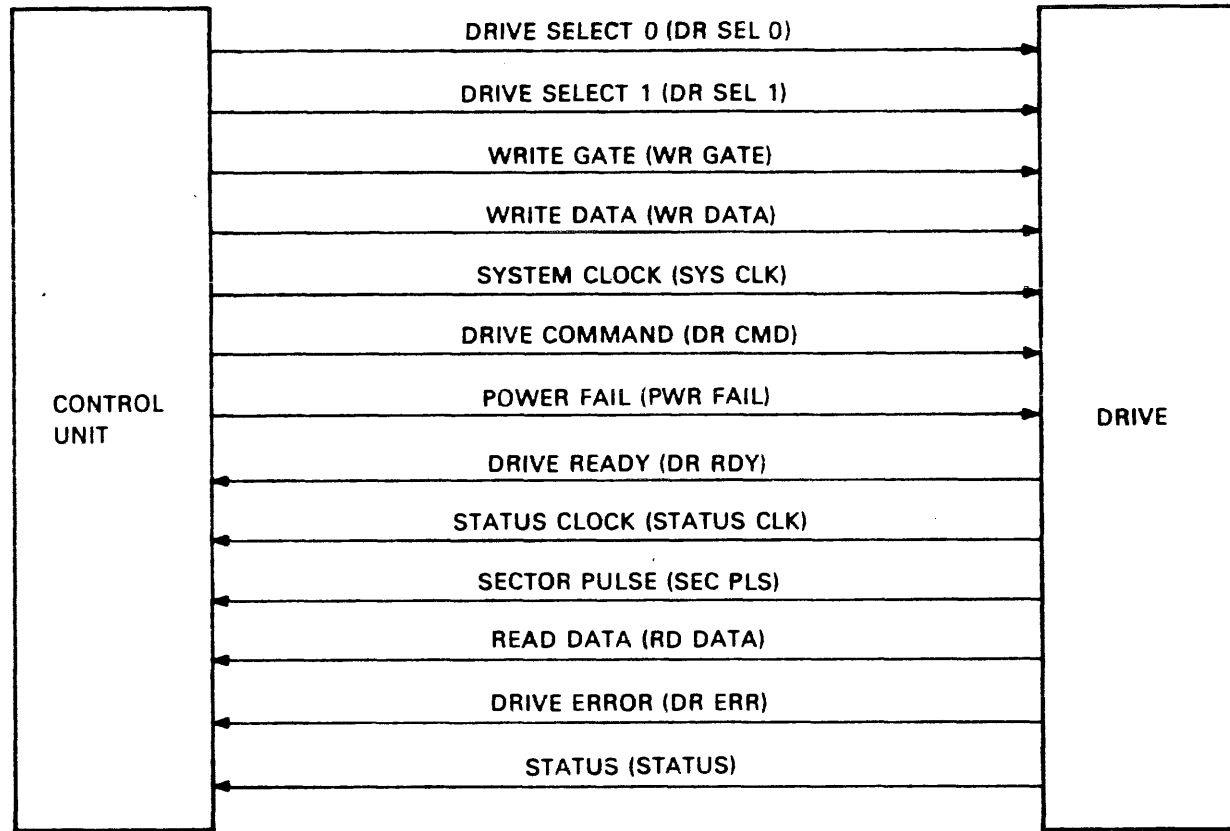 DRIVE SELECT 0 (DR SEL 0)
DRIVE SELECT 1 (DR SEL 1)
WRITE GATE (WR GATE)
WRITE DATA (WR DATA)
SYSTEM CLOCK (SYS CLK)
DRIVE COMMAND (DR CMD)
POWER FAIL (PWR FAIL)
CONTROL
UNIT
DRIVE
DRIVE READY (DR RDY)
STATUS CLOCK (STATUS CLK)
SECTOR PULSE (SEC PLS)
READ DATA (RD DATA)
DRIVE ERROR (DR ERR)
STATUS (STATUS)